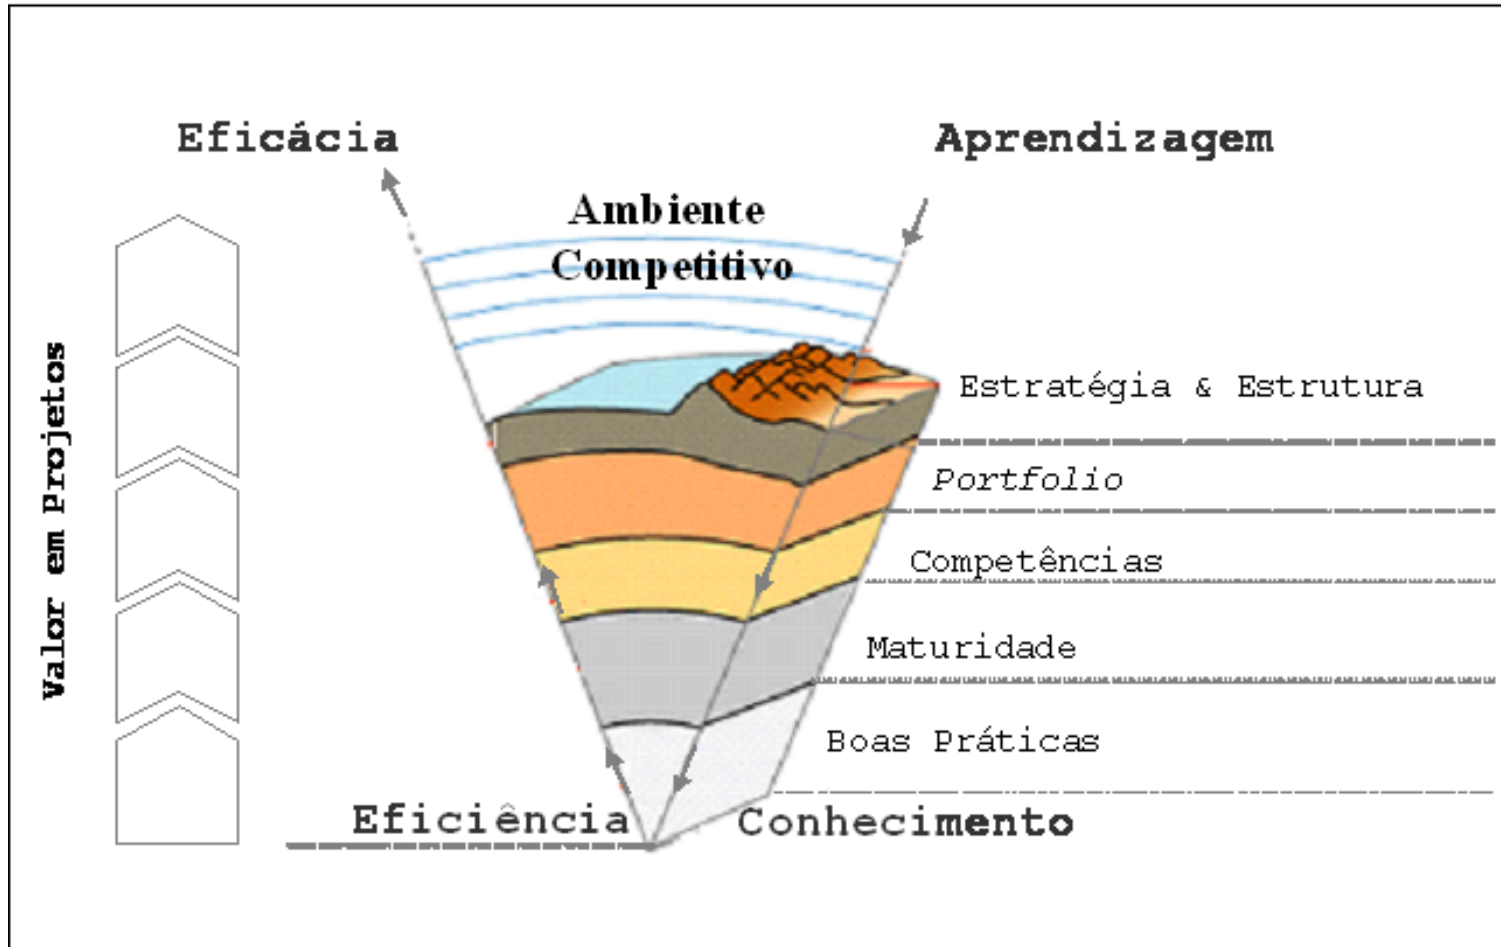 Eficácia
Aprendizagem
Ambiente
Competitivo
Estratégia & Estrutura
Portfolio
Competências
Maturidade
Boas Práticas
Eficiência
Conhecimento
Valor em Projetos